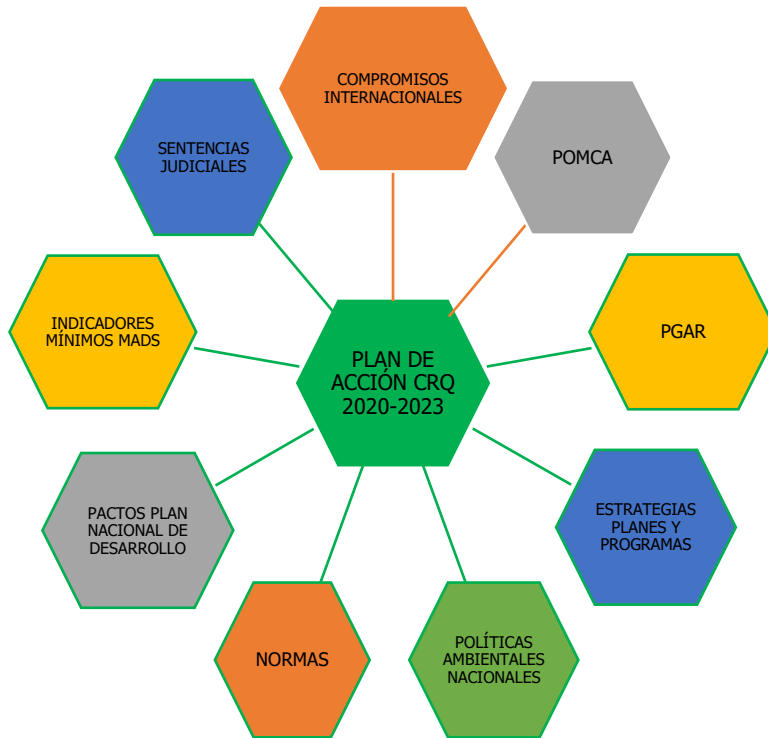 COMPROMISOS
INTERNACIONALES
SENTENCIAS
JUDICIALES
POMCA
INDICADORES
MÍNIMOS MADS
PGAR
PLAN DE
ACCIÓN CRQ
2020-2023
PACTOS PLAN
NACIONAL DE
DESARROLLO
ESTRATEGIAS
PLANES Y
PROGRAMAS
NORMAS
POLÍTICAS
AMBIENTALES
NACIONALES